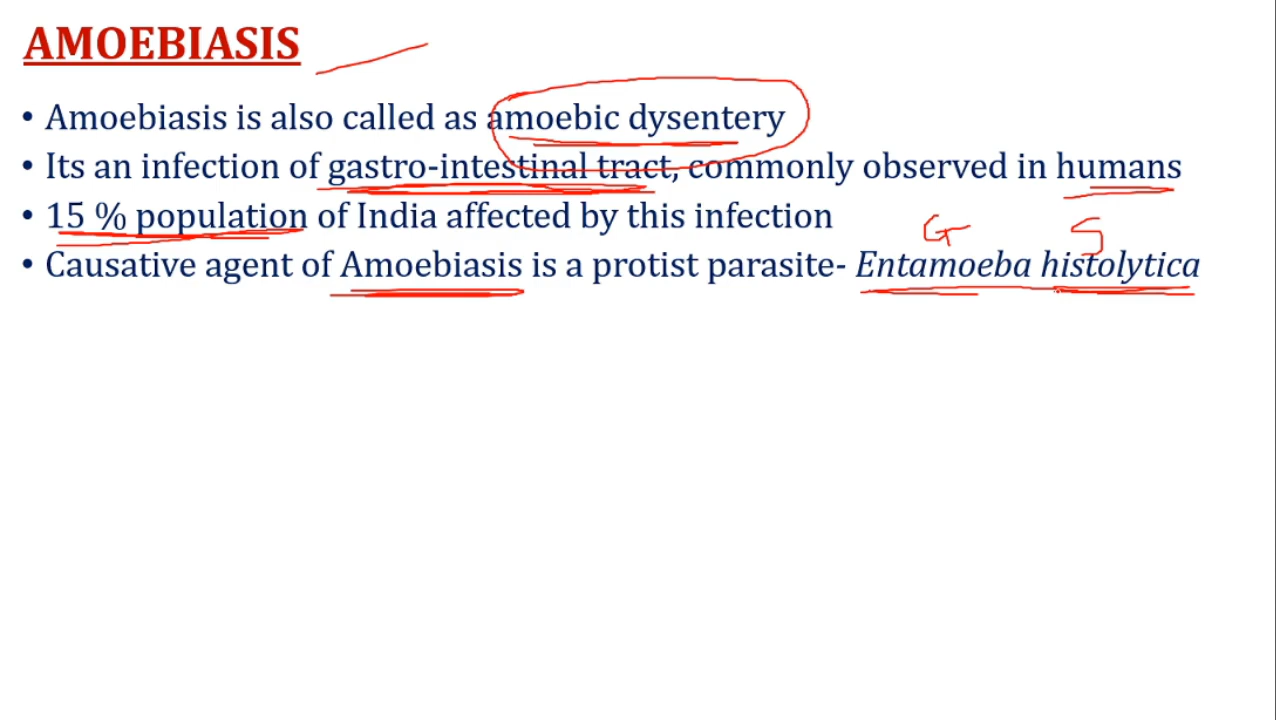 AMOEBIASIS
• Amoebiasis is also called as amoebic dysentery
• Its an infection of gastro-intestinal tract, commonly observed in humans
• 15 % population of India affected by this infection
G S
• Causative agent of Amoebiasis is a protist parasite- Entamoeba histolytica